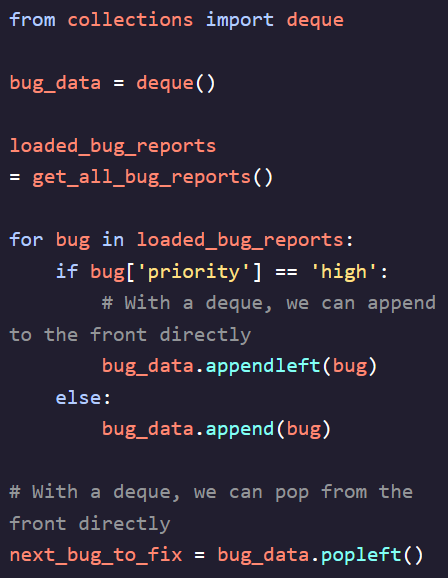 from collections import deque

bug_data = deque()

loaded_bug_reports
= get_all_bug_reports()

for bug in loaded_bug_reports:
    if bug['priority'] == 'high':
        # With a deque, we can append
to the front directly
        bug_data.appendleft(bug)
    else:
        bug_data.append(bug)

# With a deque, we can pop from the
front directly
next_bug_to_fix = bug_data.popleft()